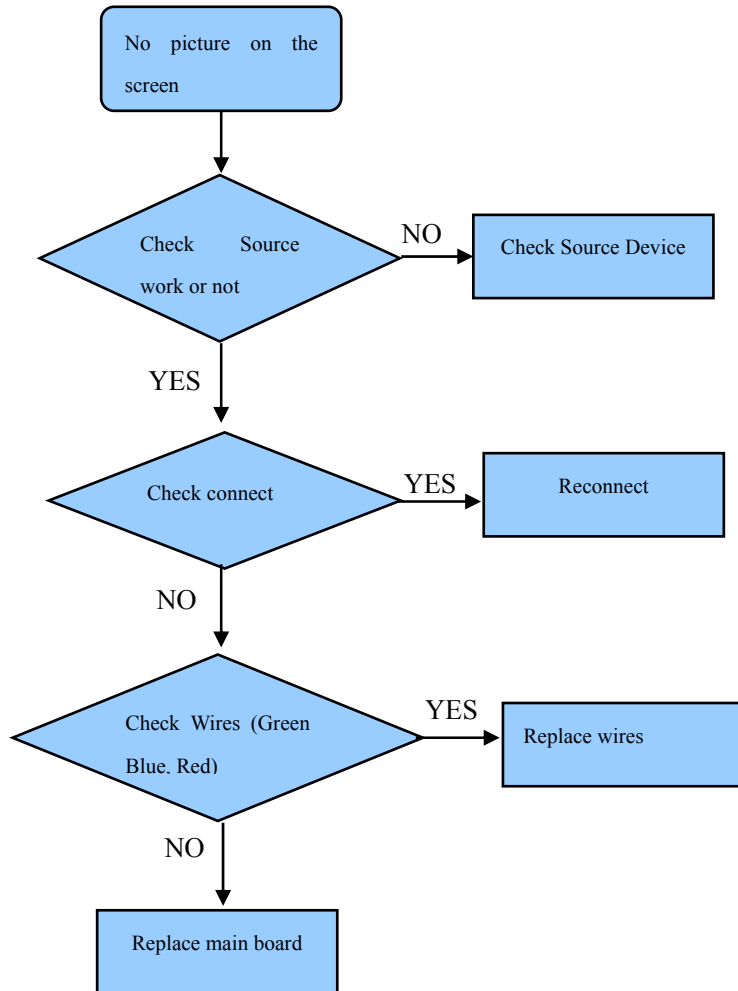 No picture on the
screen
Check Source
work or not
NO
Check Source Device
YES
Check connect
YES
Reconnect
NO
Check Wires (Green
Blue, Red)
YES
Replace wires
NO
Replace main board